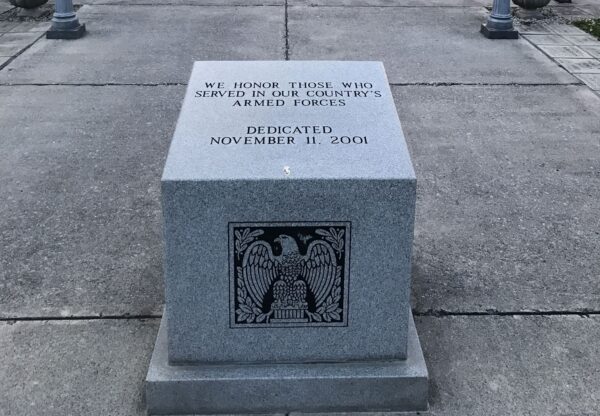 WE HONOR THOSE WHO
SERVED IN OUR COUNTRY'S
ARMED FORCES
DEDICATED
NOVEMBER 11, 2001